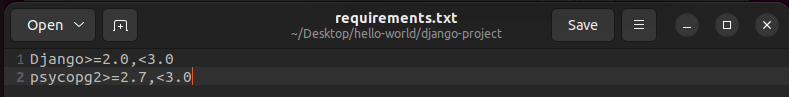 Open
requirements.txt
~/Desktop/hello-world/django-project
Save
1 Django>=2.0,<3.0
2 psycopg2>=2.7,<3.0